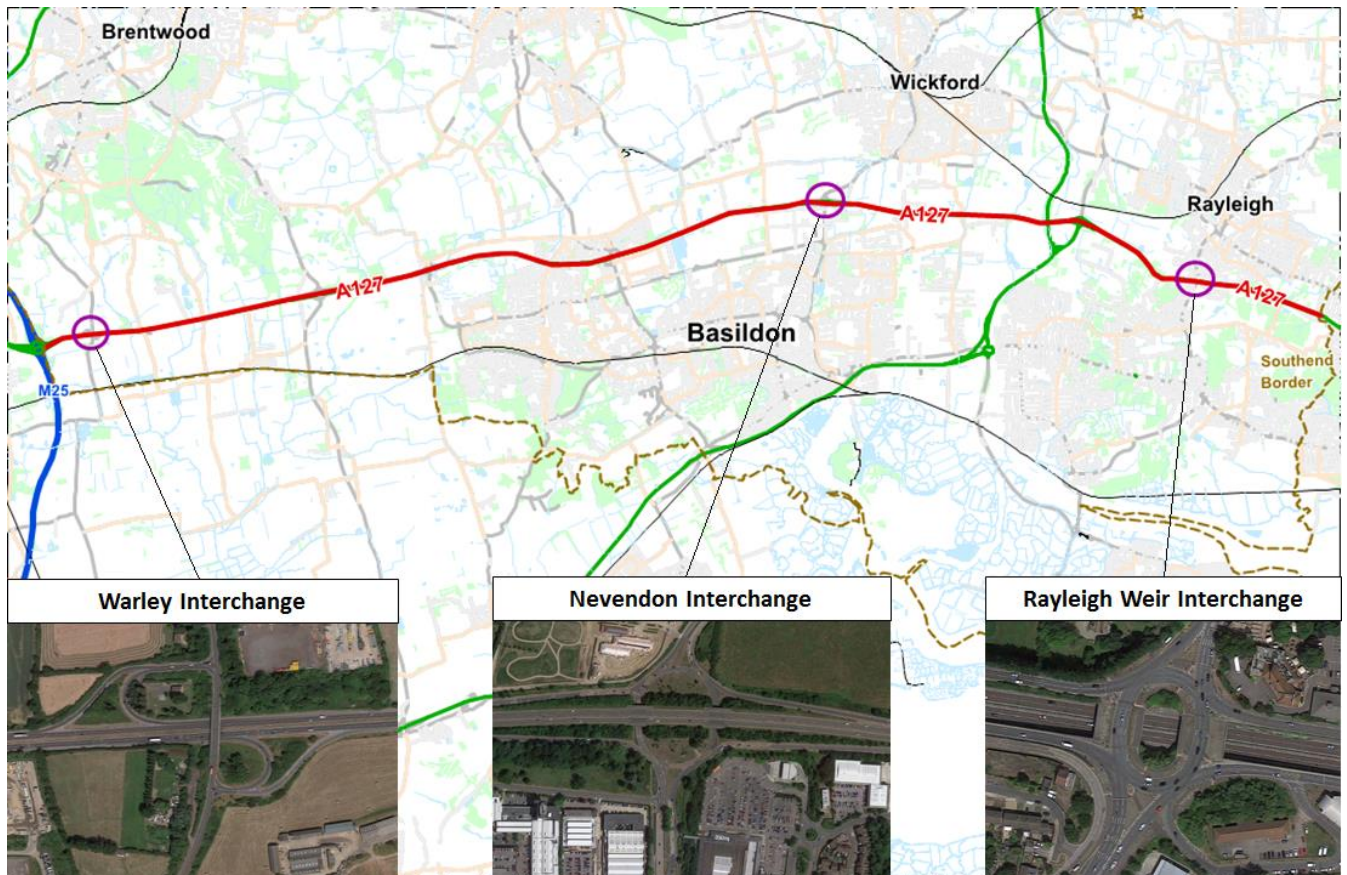 Brentwood
Wickford
Rayleigh
A127
A127
A127
Basildon
M25
Southend
Border
Warley Interchange
Nevendon Interchange
Rayleigh Weir Interchange